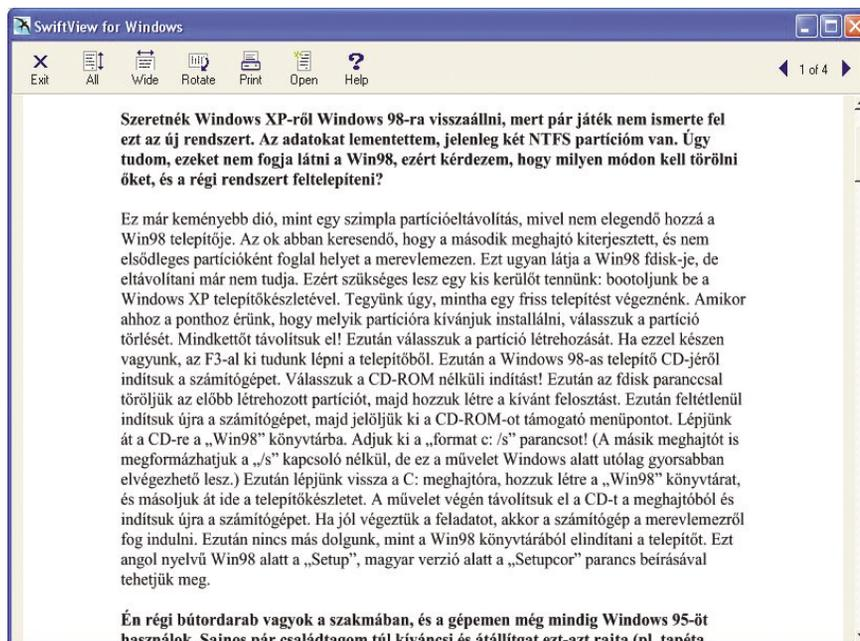 SwiftView for Windows
Exit All Wide Rotate Print Open Help 1 of 4
Szeretnék Windows XP-ről Windows 98-ra visszaállni, mert pár játék nem ismerte fel
ezt az új rendszert. Az adatokat lementettem, jelenleg két NTFS partícióm van. Úgy
tudom, ezeket nem fogja látni a Win98, ezért kérdezem, hogy milyen módon kell törölni
őket, és a régi rendszert feltelepíteni?
Ez már keményebb dió, mint egy szimpla partícióeltávolítás, mivel nem elegendő hozzá a
Win98 telepítője. Az ok abban keresendő, hogy a második meghajtó kiterjesztett, és nem
elsődleges partícióként foglal helyet a merevlemezen. Ezt ugyan látja a Win98 fdisk-je, de
eltávolítani már nem tudja. Ezért szükséges lesz egy kis kerülőt tennünk: bootoljunk be a
Windows XP telepítőkészletével. Tegyünk úgy, mintha egy friss telepítést végeznénk. Amikor
ahhoz a ponthoz érünk, hogy melyik partícióra kívánjuk installálni, válasszuk a partíció
törlését. Mindkettőt távolítsuk el! Ezután válasszuk a partíció létrehozását. Ha ezzel készen
vagyunk, az F3-al ki tudunk lépni a telepítőből. Ezután a Windows 98-as telepítő CD-jéről
indítsuk a számítógépet. Válasszuk a CD-ROM nélküli indítást! Ezután az fdisk paranccsal
töröljük az előbb létrehozott partíciót, majd hozzuk létre a kívánt felosztást. Ezután feltétlenül
indítsuk újra a számítógépet, majd jelöljük ki a CD-ROM-ot támogató menüpontot. Lépjünk
át a CD-re a „Win98” könyvtárba. Adjuk ki a „format c: /s” parancsot! (A másik meghajtót is
megformázhatjuk a „/s” kapcsoló nélkül, de ez a művelet Windows alatt utólag gyorsabban
elvégezhető lesz.) Ezután lépjünk vissza a C: meghajtóra, hozzuk létre a „Win98” könyvtárat,
és másoljuk át ide a telepítőkészletet. A művelet végén távolítsuk el a CD-t a meghajtóból és
indítsuk újra a számítógépet. Ha jól végeztük a feladatot, akkor a számítógép a merevlemezről
fog indulni. Ezután nincs más dolgunk, mint a Win98 könyvtárából elindítani a telepítőt. Ezt
angol nyelvű Win98 alatt a „Setup”, magyar verzió alatt a „Setupcor” parancs beírásával
tehetjük meg.
Én régi bútordarab vagyok a szakmában, és a gépemen még mindig Windows 95-öt
használok. Sajnos pár családtagom túl kíváncsi és átállítgat ezt-azt rajta (pl. tapéta,